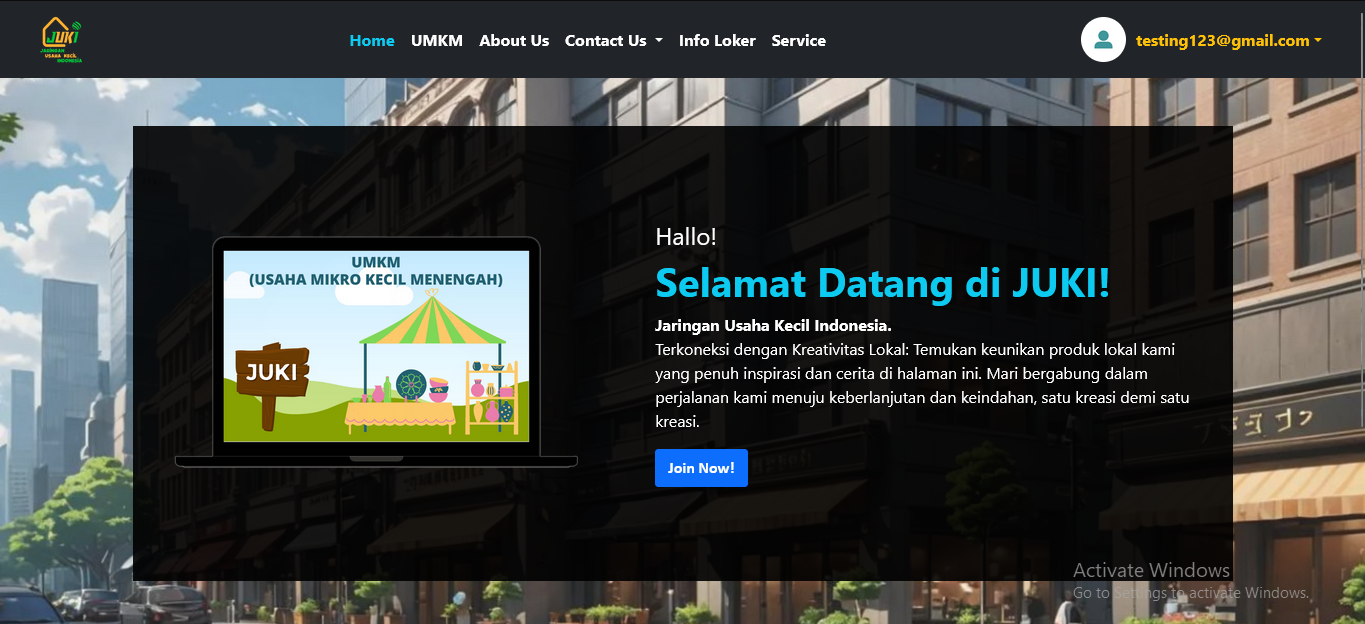 JUKI
JARINGAN
USAHA KECIL
INDONESIA
Home UMKM About Us Contact Us Info Loker Service
testing123@gmail.com
UMKM
(USAHA MIKRO KECIL MENENGAH)
JUKI
Hallo!
Selamat Datang di JUKI!
Jaringan Usaha Kecil Indonesia.
Terkoneksi dengan Kreativitas Lokal: Temukan keunikan produk lokal kami
yang penuh inspirasi dan cerita di halaman ini. Mari bergabung dalam
perjalanan kami menuju keberlanjutan dan keindahan, satu kreasi demi satu
kreasi.
Join Now!
Activate Windows
Go to Settings to activate Windows.